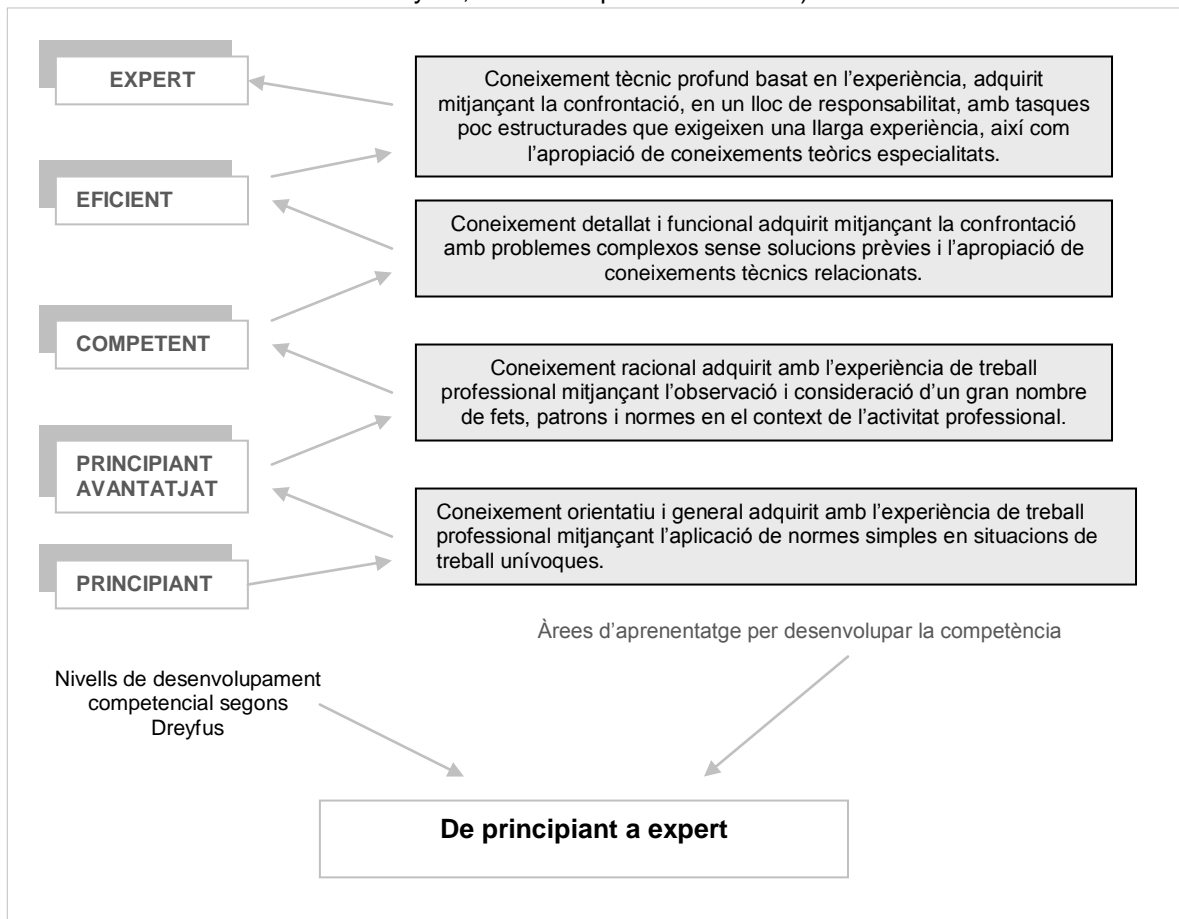 EXPERT
Coneixement tècnic profund basat en l’experiència, adquirit
mitjançant la confrontació, en un lloc de responsabilitat, amb tasques
poc estructurades que exigeixen una llarga experiència, així com
l’apropiació de coneixements teòrics especialitats.
EFICIENT
Coneixement detallat i funcional adquirit mitjançant la confrontació
amb problemes complexos sense solucions prèvies i l’apropiació de
coneixements tècnics relacionats.
COMPETENT
Coneixement racional adquirit amb l’experiència de treball
professional mitjançant l’observació i consideració d’un gran nombre
de fets, patrons i normes en el context de l’activitat professional.
PRINCIPIANT
AVANTATJAT
Coneixement orientatiu i general adquirit amb l’experiència de treball
professional mitjançant l’aplicació de normes simples en situacions de
treball unívoques.
PRINCIPIANT
Àrees d’aprenentatge per desenvolupar la competència
Nivells de desenvolupament
competencial segons
Dreyfus
De principiant a expert